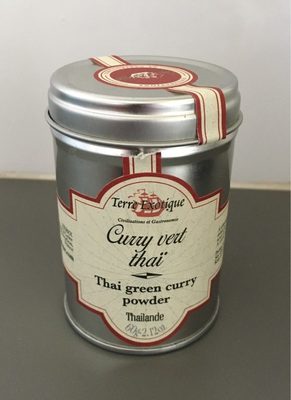 Terre Exotique
Civilisations et Gastronomie
Curry vert
thaï
Thai green curry
powder
Thaïlande
60g-2.12oz